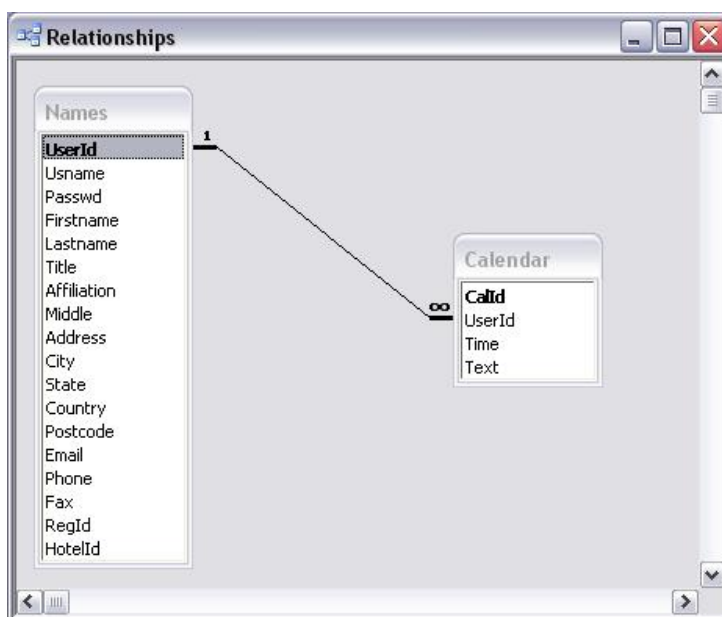 Relationships
Names
UserId
Usname
Passwd
Firstname
Lastname
Title
Affiliation
Middle
Address
City
State
Country
Postcode
Email
Phone
Fax
RegId
HotelId
1
∞
Calendar
CalId
UserId
Time
Text